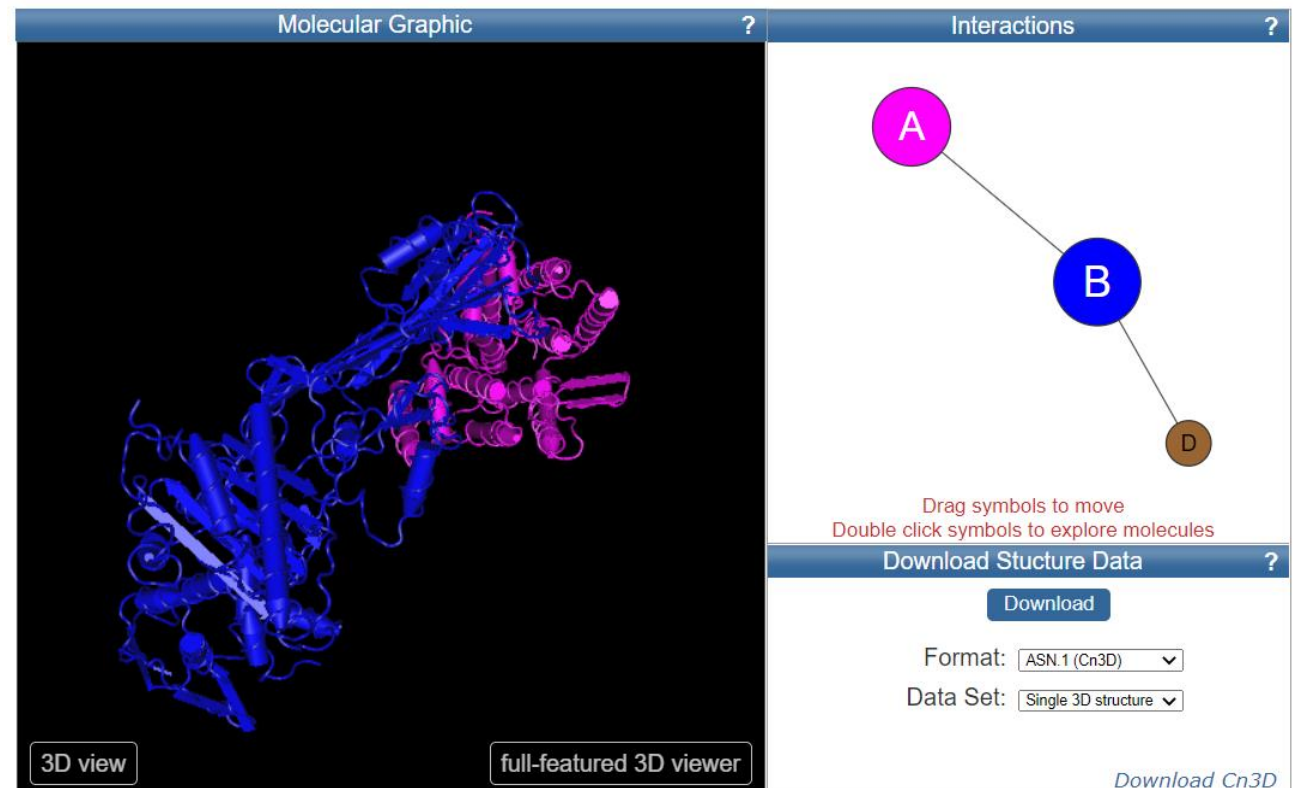 Molecular Graphic ?
3D view
full-featured 3D viewer
Interactions ?
A
B
D
Drag symbols to move
Double click symbols to explore molecules
Download Stucture Data ?
Download
Format: ASN.1 (Cn3D)
Data Set: Single 3D structure
Download Cn3D